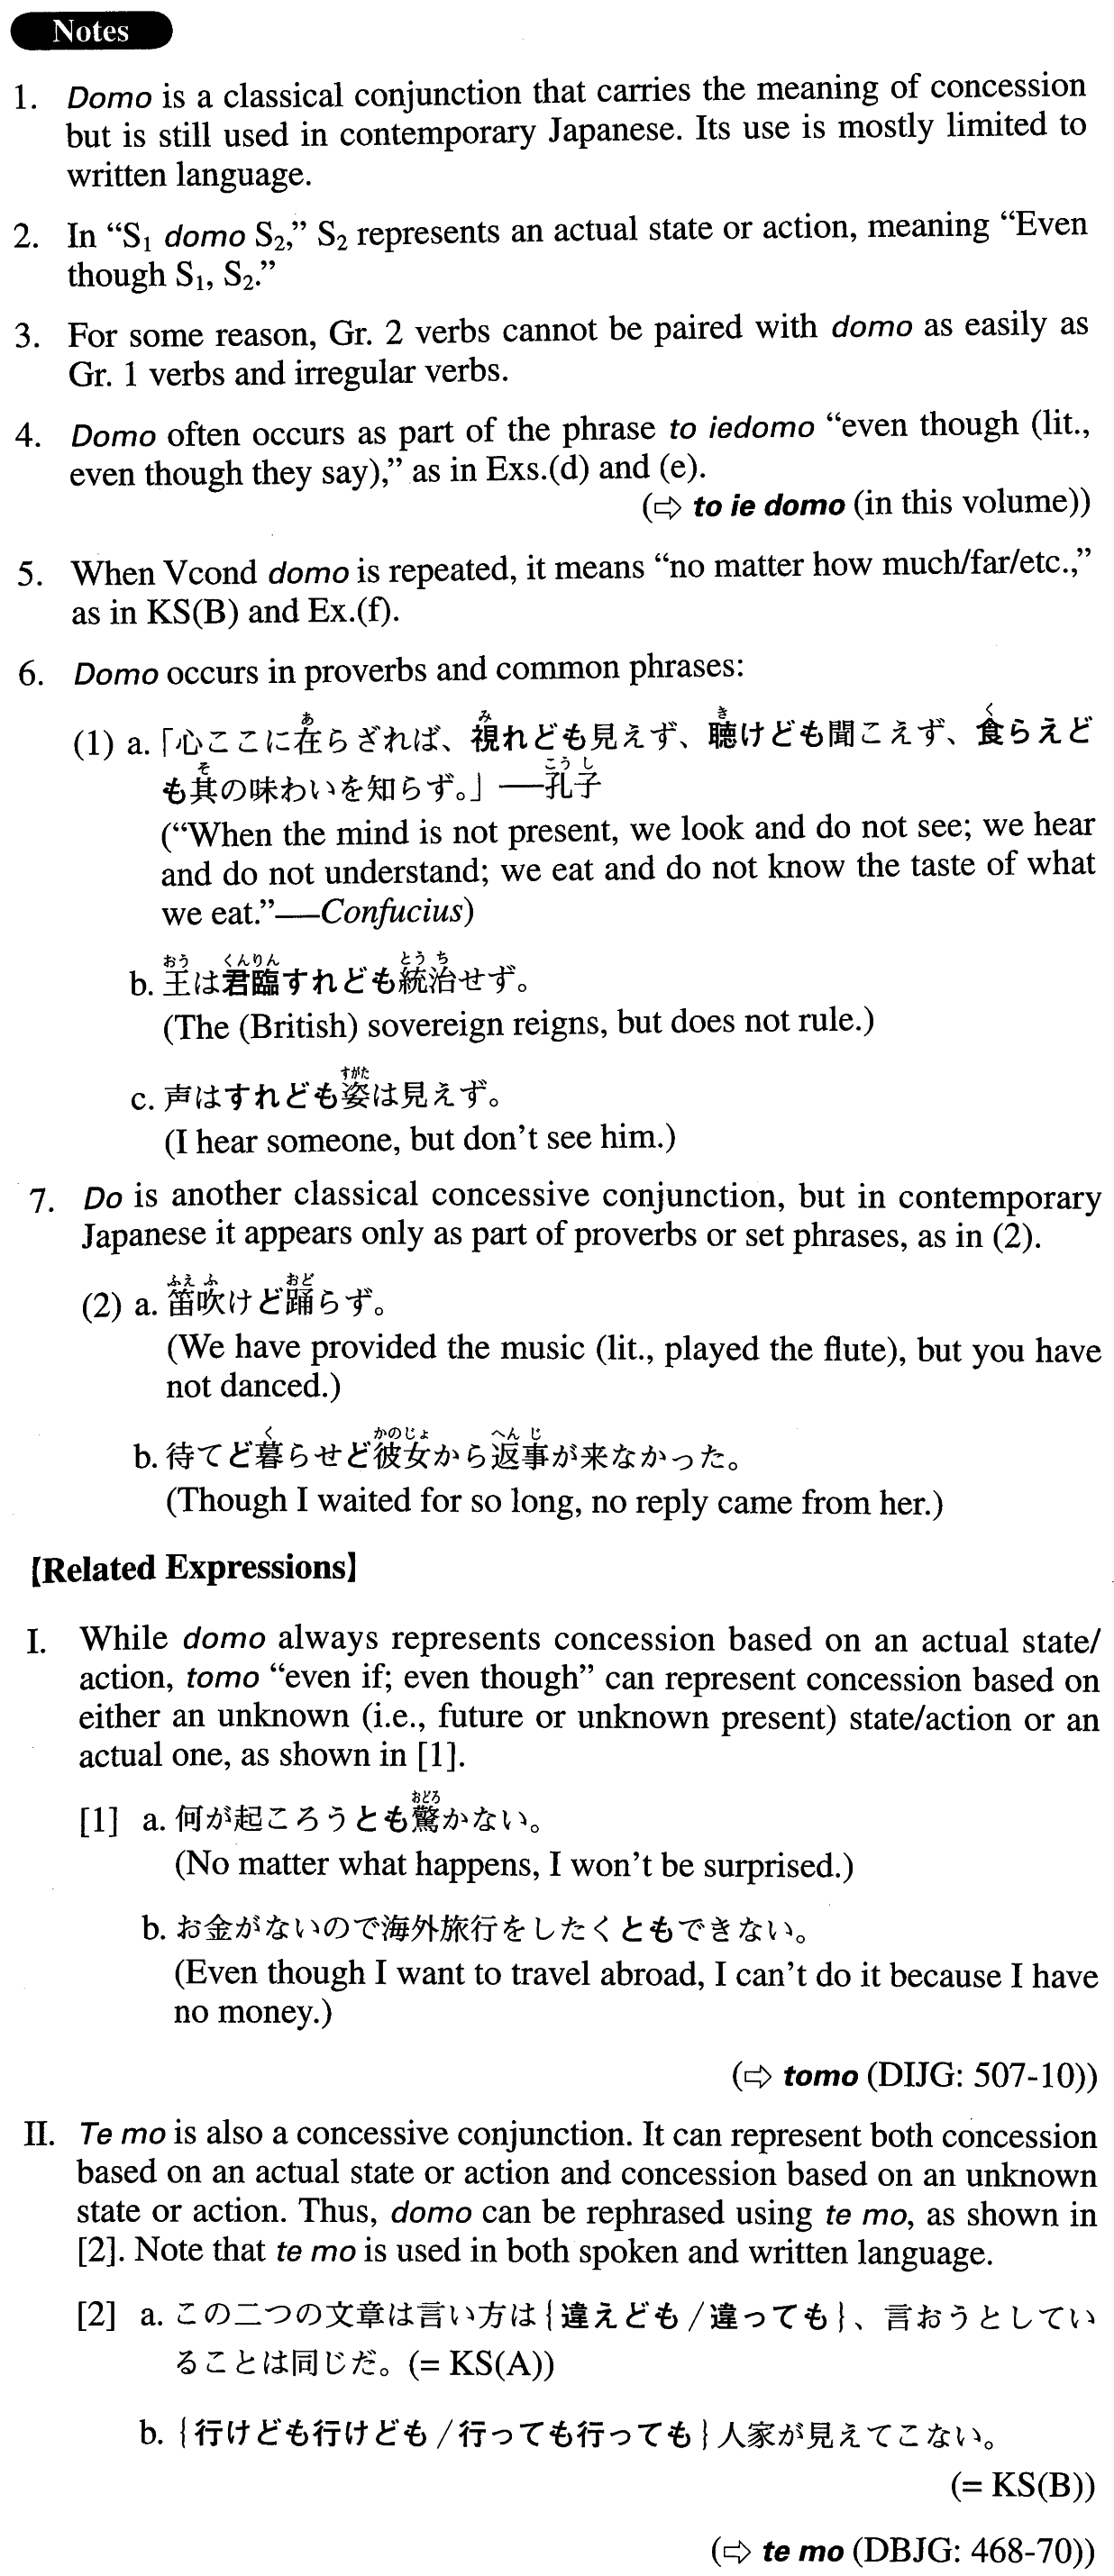 Notes
1. Domo is a classical conjunction that carries the meaning of concession
but is still used in contemporary Japanese. Its use is mostly limited to
written language.
2. In “S₁ domo S₂,” S₂ represents an actual state or action, meaning “Even
though S₁, S₂.”
3. For some reason, Gr. 2 verbs cannot be paired with domo as easily as
Gr. 1 verbs and irregular verbs.
4. Domo often occurs as part of the phrase to iedomo “even though (lit.,
even though they say),” as in Exs.(d) and (e).
(⇨ to ie domo (in this volume))
5. When Vcond domo is repeated, it means “no matter how much/far/etc.,”
as in KS(B) and Ex.(f).
6. Domo occurs in proverbs and common phrases:
あ み き く
(1) a.「心ここに在らざれば、視れども見えず、聴けども聞こえず、食らえど
そ こうし
も其の味わいを知らず。」——孔子
(“When the mind is not present, we look and do not see; we hear
and do not understand; we eat and do not know the taste of what
we eat.”—Confucius)
おう くんりん とうち
b. 王は君臨すれども統治せず。
(The (British) sovereign reigns, but does not rule.)
すがた
c. 声はすれども姿は見えず。
(I hear someone, but don’t see him.)
7. Do is another classical concessive conjunction, but in contemporary
Japanese it appears only as part of proverbs or set phrases, as in (2).
ふえ ふ おど
(2) a. 笛吹けど踊らず。
(We have provided the music (lit., played the flute), but you have
not danced.)
く かのじょ へんじ
b. 待てど暮らせど彼女から返事が来なかった。
(Though I waited for so long, no reply came from her.)
【Related Expressions】
I. While domo always represents concession based on an actual state/
action, tomo “even if; even though” can represent concession based on
either an unknown (i.e., future or unknown present) state/action or an
actual one, as shown in [1].
おどろ
[1] a. 何が起ころうとも驚かない。
(No matter what happens, I won’t be surprised.)
b. お金がないので海外旅行をしたくともできない。
(Even though I want to travel abroad, I can’t do it because I have
no money.)
(⇨ tomo (DIJG: 507-10))
II. Te mo is also a concessive conjunction. It can represent both concession
based on an actual state or action and concession based on an unknown
state or action. Thus, domo can be rephrased using te mo, as shown in
[2]. Note that te mo is used in both spoken and written language.
[2] a. この二つの文章は言い方は{違えども/違っても}、言おうとしてい
ることは同じだ。(= KS(A))
b. {行けども行けども/行っても行っても}人家が見えてこない。
(= KS(B))
(⇨ te mo (DBJG: 468-70))